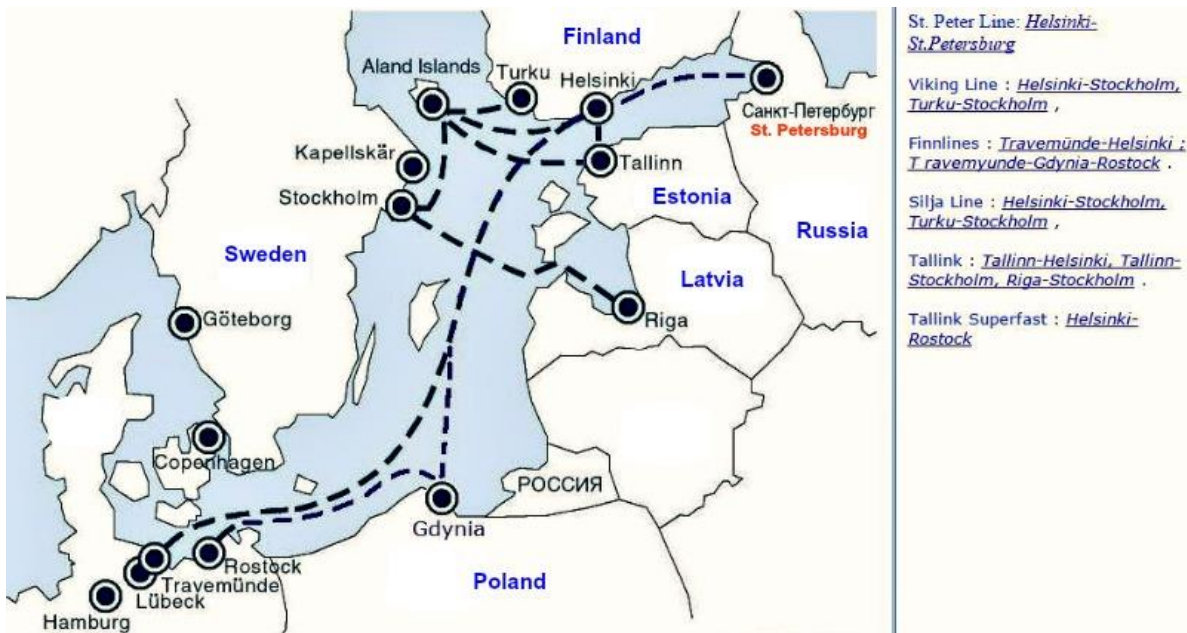 Finland
Aland Islands
Turku
Helsinki
Санкт-Петербург
St. Petersburg
Kapellskär
Tallinn
Stockholm
Estonia
Sweden
Russia
Latvia
Göteborg
Riga
Copenhagen
РОССИЯ
Gdynia
Rostock
Travemünde
Lübeck
Hamburg
Poland
St. Peter Line: Helsinki-
St.Petersburg
Viking Line : Helsinki-Stockholm,
Turku-Stockholm ,
Finnlines : Travemünde-Helsinki ;
T ravemyunde-Gdynia-Rostock .
Silja Line : Helsinki-Stockholm,
Turku-Stockholm ,
Tallink : Tallinn-Helsinki, Tallinn-
Stockholm, Riga-Stockholm .
Tallink Superfast : Helsinki-
Rostock